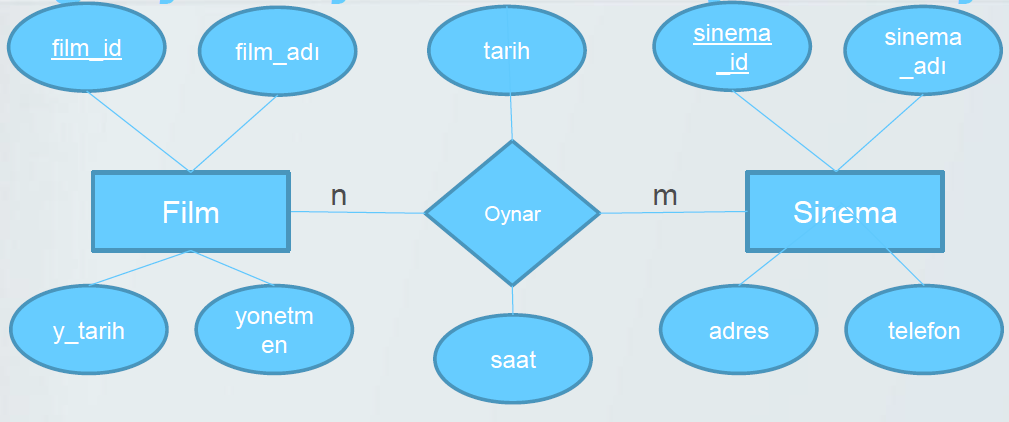 film_id
film_adı
tarih
sinema
_id
sinema
_adı
Film
n
Oynar
m
Sinema
y_tarih
yonetm
en
saat
adres
telefon